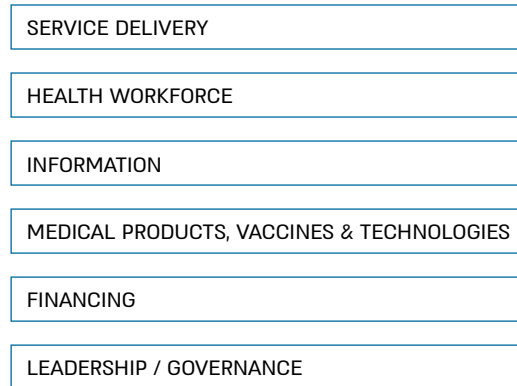 SERVICE DELIVERY
HEALTH WORKFORCE
INFORMATION
MEDICAL PRODUCTS, VACCINES & TECHNOLOGIES
FINANCING
LEADERSHIP / GOVERNANCE